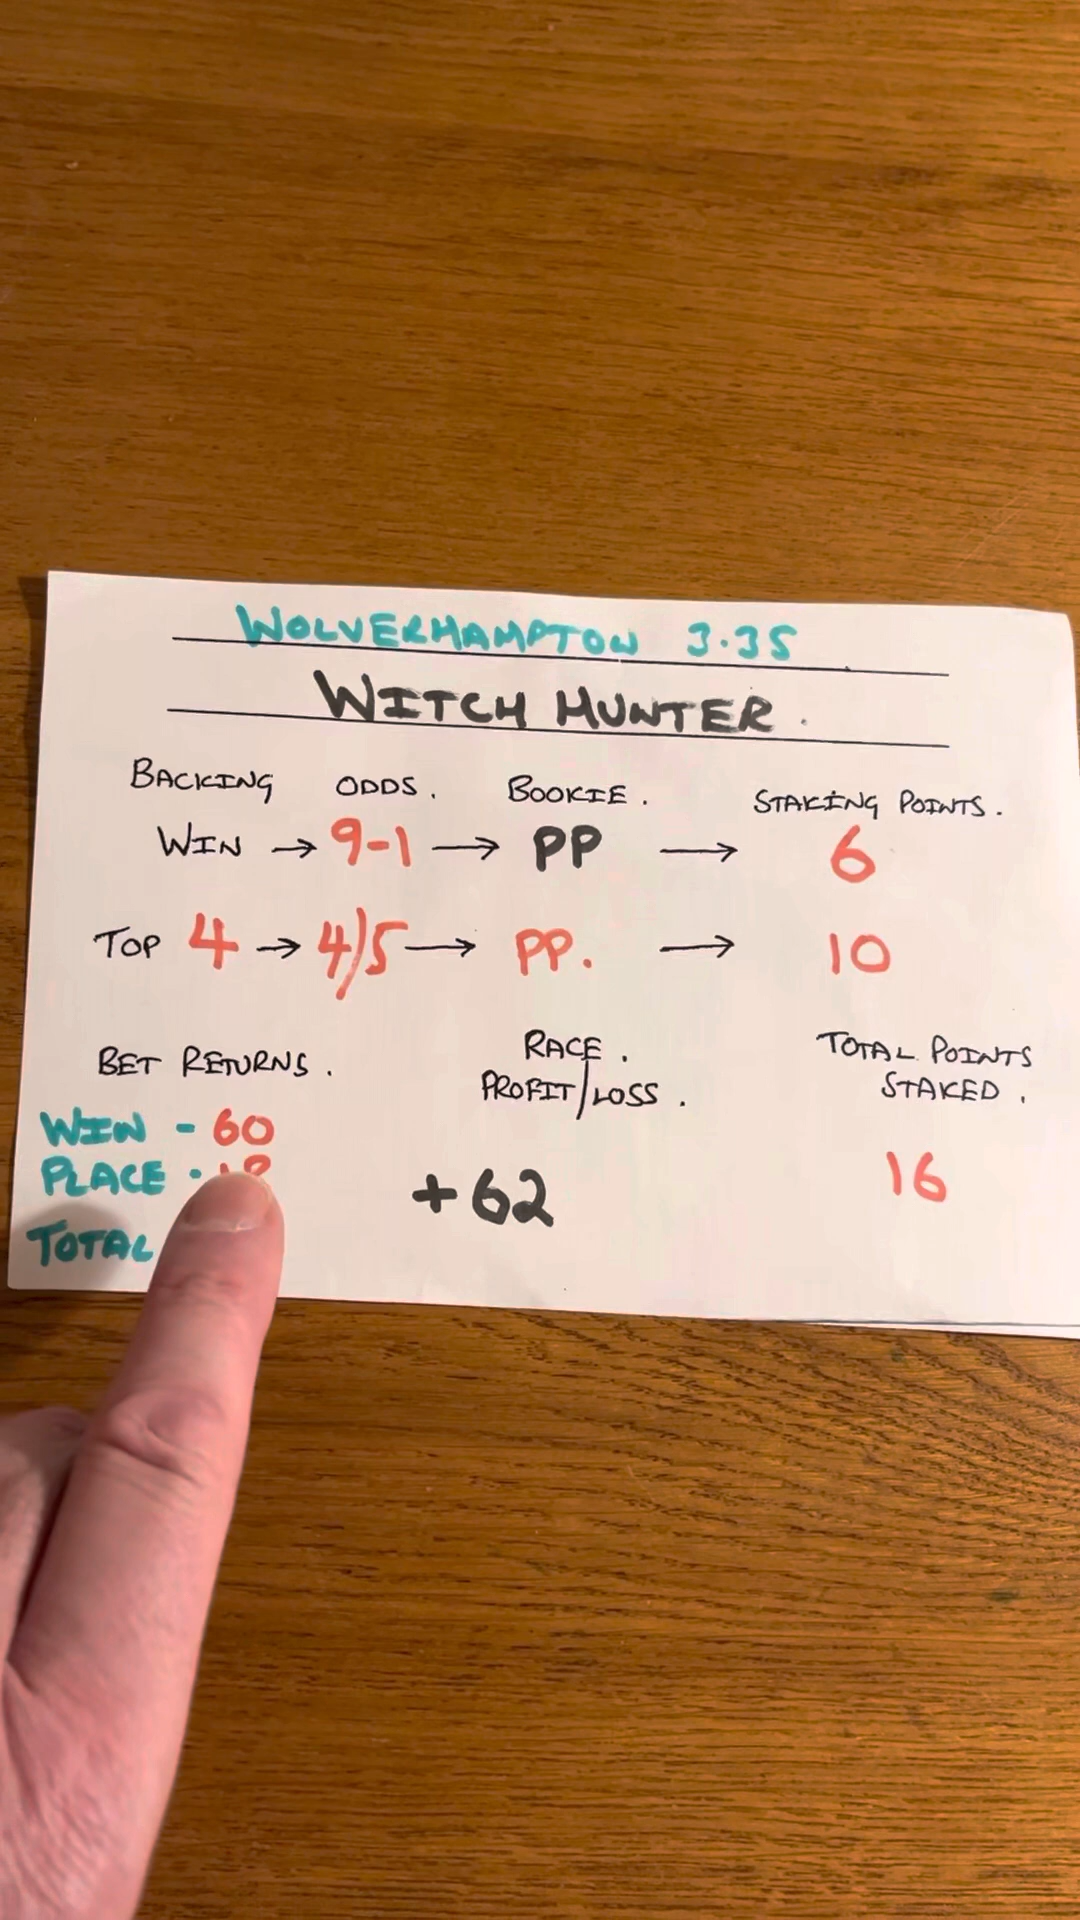 WOLVERHAMPTON 3.35
WITCH HUNTER.
BACKING ODDS. BOOKIE. STAKING POINTS.
WIN → 9-1 → PP → 6
TOP 4 → 4/5 → PP. → 10
BET RETURNS. RACE. PROFIT/LOSS. TOTAL POINTS STAKED.
WIN - 60
PLACE -
+62 16
TOTAL